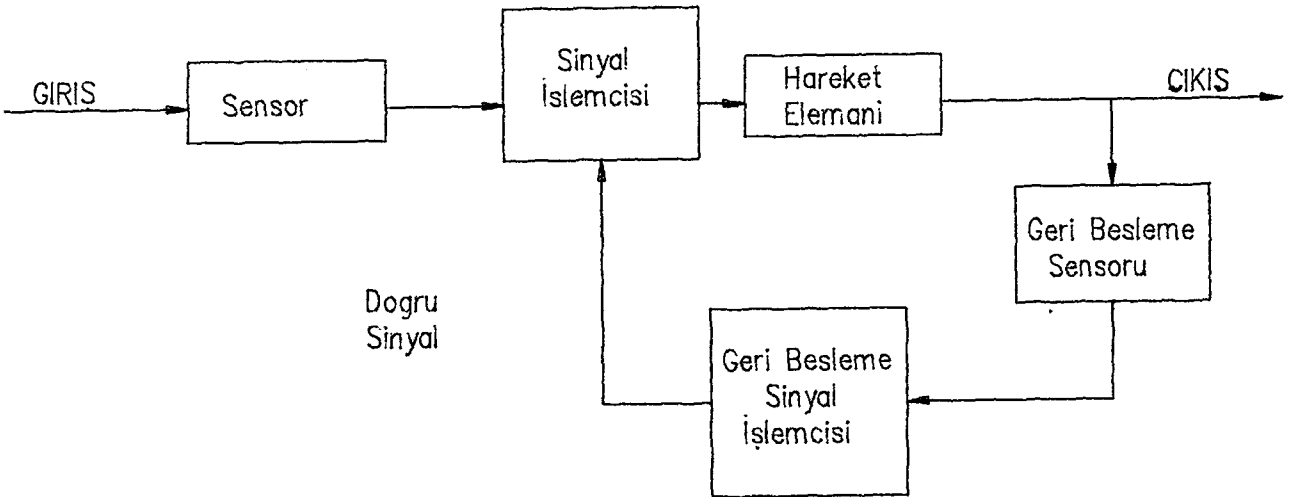 GIRIS
Sensor
Sinyal
İslemcisi
Hareket
Elemani
CIKIS
Geri Besleme
Sensoru
Dogru
Sinyal
Geri Besleme
Sinyal
İşlemcisi